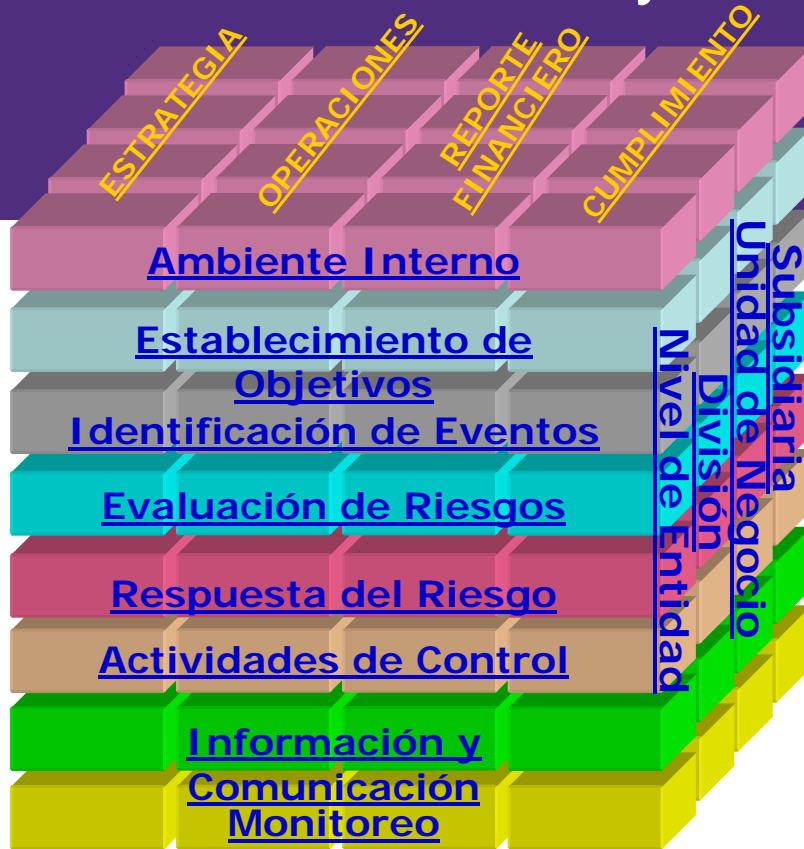 ESTRATEGIA
OPERACIONES
REPORTE
FINANCIERO
CUMPLIMIENTO
Ambiente Interno
Establecimiento de
Objetivos
Identificación de Eventos
Evaluación de Riesgos
Respuesta del Riesgo
Actividades de Control
Información y
Comunicación
Monitoreo
Nivel de Entidad
División
Unidad de Negocio
Subsidiaria